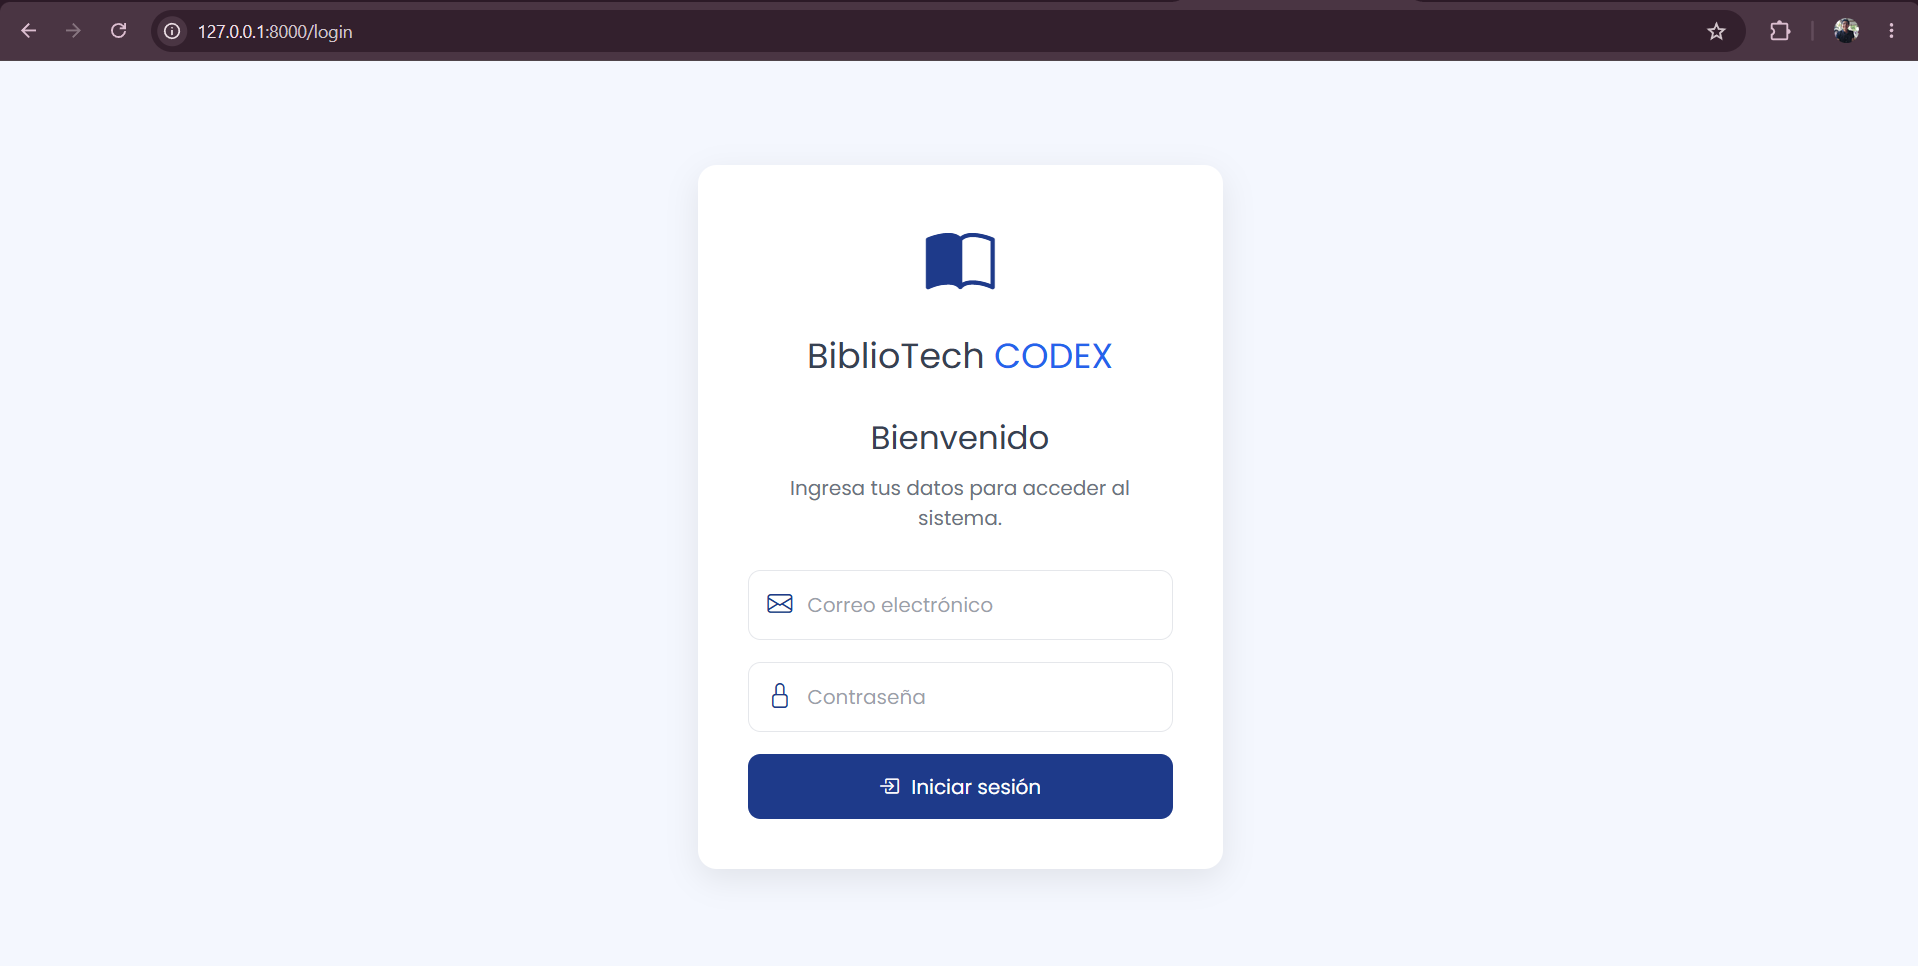 127.0.0.1:8000/login
BiblioTech CODEX
Bienvenido
Ingresa tus datos para acceder al
sistema.
Correo electrónico
Contraseña
Iniciar sesión